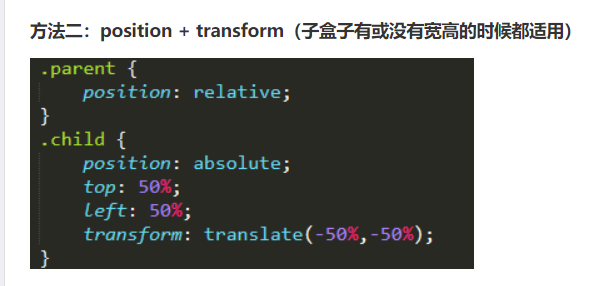 方法二：position + transform（子盒子有或没有宽高的时候都适用）
.parent {
    position: relative;
}
.child {
    position: absolute;
    top: 50%;
    left: 50%;
    transform: translate(-50%,-50%);
}